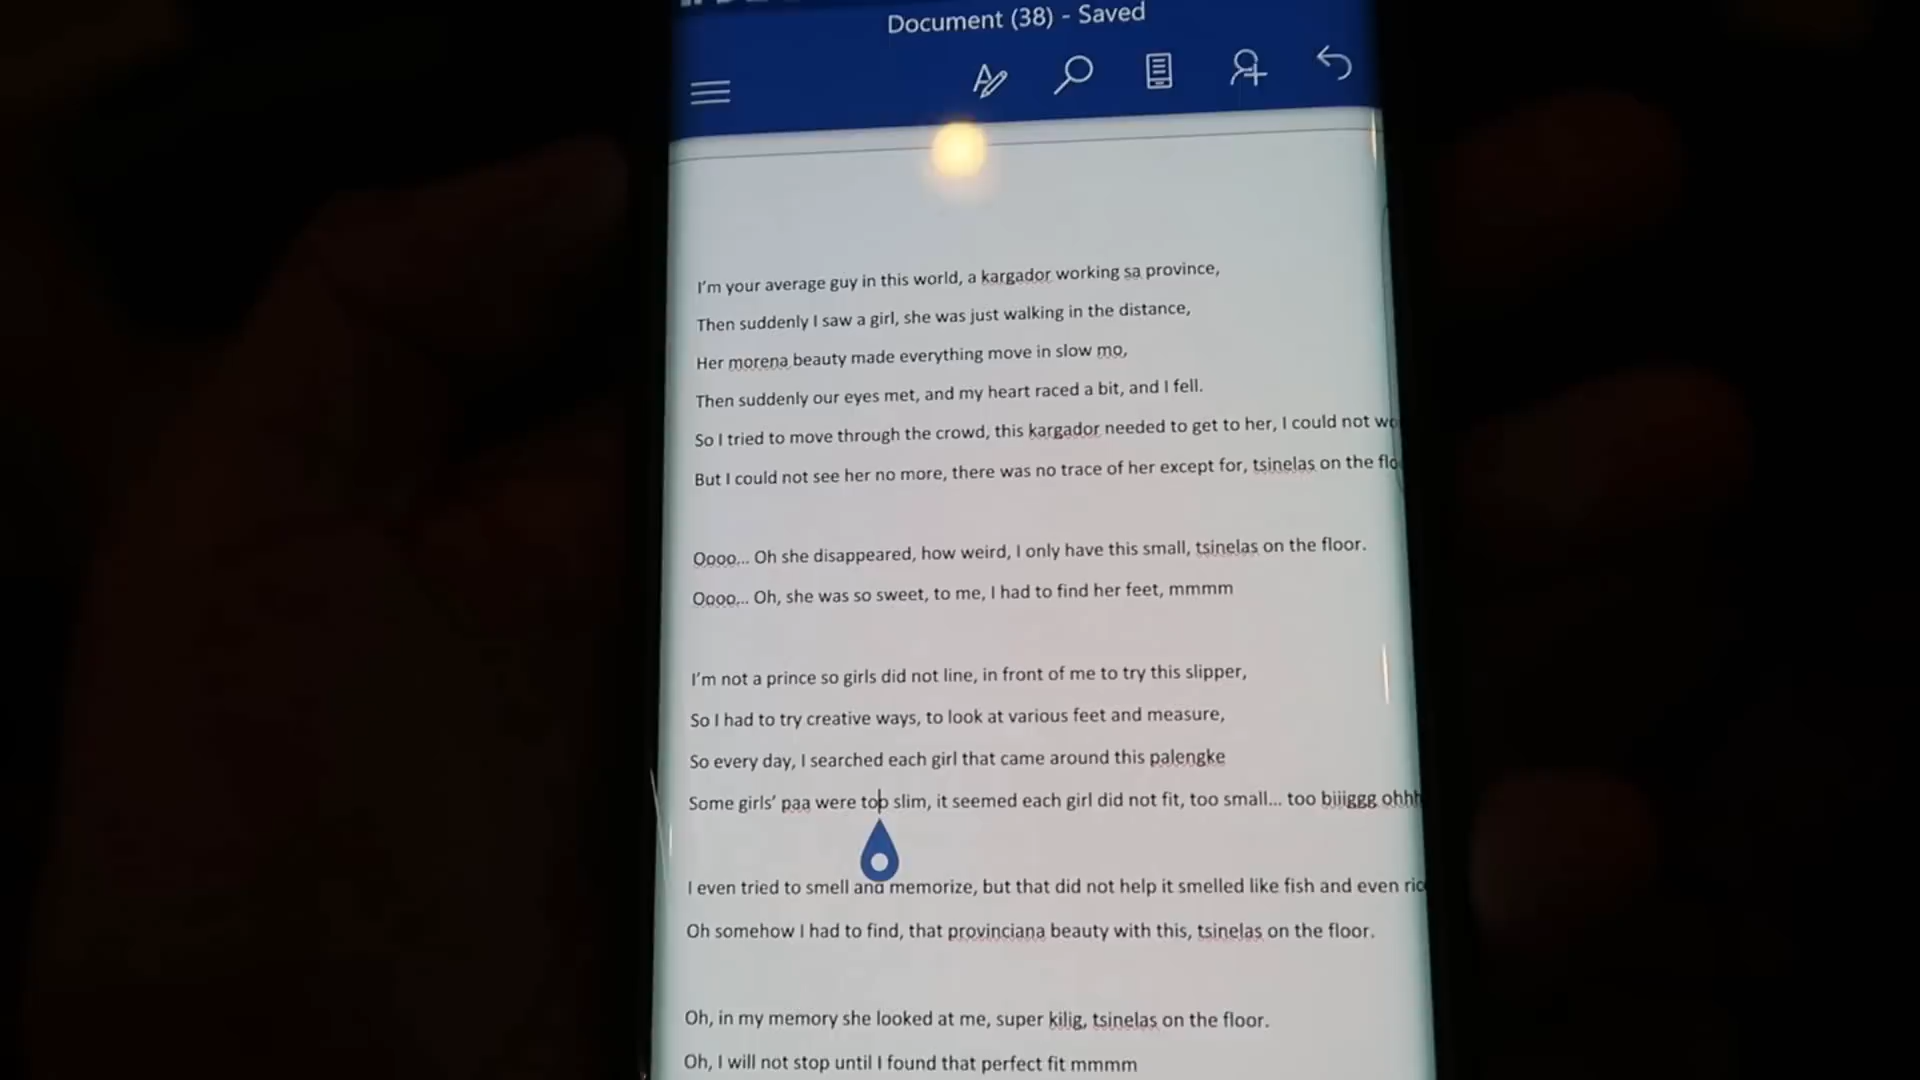 Document (38) - Saved
I'm your average guy in this world, a kargador working sa province,
Then suddenly I saw a girl, she was just walking in the distance,
Her morena beauty made everything move in slow mo,
Then suddenly our eyes met, and my heart raced a bit, and I fell.
So I tried to move through the crowd, this kargador needed to get to her, I could not
But I could not see her no more, there was no trace of her except for, tsinelas on the
Oooo... Oh she disappeared, how weird, I only have this small, tsinelas on the floor.
Oooo... Oh, she was so sweet, to me, I had to find her feet, mmmm
I'm not a prince so girls did not line, in front of me to try this slipper,
So I had to try creative ways, to look at various feet and measure,
So every day, I searched each girl that came around this palengke
Some girls' paa were top slim, it seemed each girl did not fit, too small... too biiiggg
I even tried to smell and memorize, but that did not help it smelled like fish and even
Oh somehow I had to find, that provinciana beauty with this, tsinelas on the floor.
Oh, in my memory she looked at me, super kilig, tsinelas on the floor.
Oh, I will not stop until I found that perfect fit mmmm